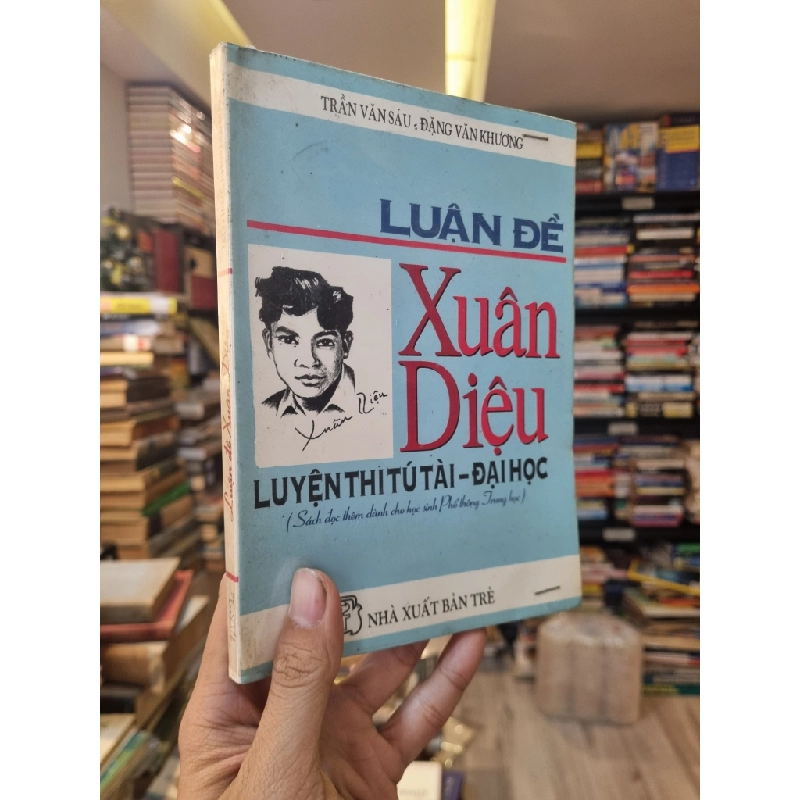 TRẦN VĂN SÁU - ĐẶNG VĂN KHƯƠNG
LUẬN ĐỀ
Xuân
Diệu
Xuân Diệu
LUYỆN THI TÚ TÀI - ĐẠI HỌC
(Sách đọc thêm dành cho học sinh Phổ thông Trung học)
NHÀ XUẤT BẢN TRẺ
Luận đề Xuân Diệu